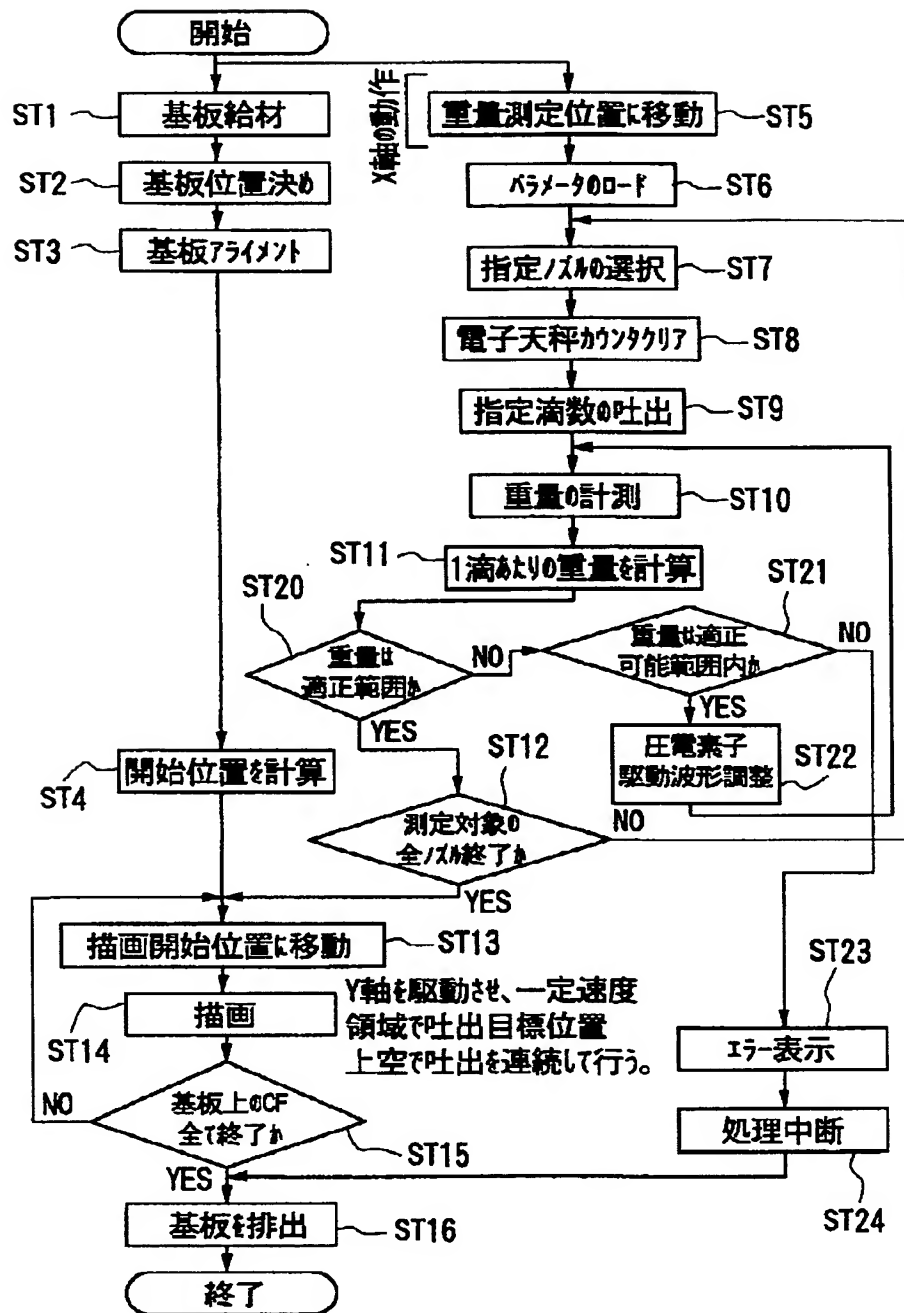 開始
ST1
基板給材
ST2
基板位置決め
ST3
基板アライメント
X軸の動作
重量測定位置に移動
ST5
パラメータのロード
ST6
指定ノズルの選択
ST7
電子天秤カウンタクリア
ST8
指定滴数の吐出
ST9
重量の計測
ST10
ST11
1滴あたりの重量を計算
ST20
重量は
適正範囲か
NO
YES
ST21
重量は適正
可能範囲内か
NO
YES
圧電素子
駆動波形調整
ST22
ST4
開始位置を計算
ST12
測定対象の
全ノズル終了か
NO
YES
描画開始位置に移動
ST13
描画
ST14
Y軸を駆動させ、一定速度
領域で吐出目標位置
上空で吐出を連続して行う。
ST23
エラー表示
NO
基板上のCF
全て終了か
ST15
YES
処理中断
ST24
基板を排出
ST16
終了